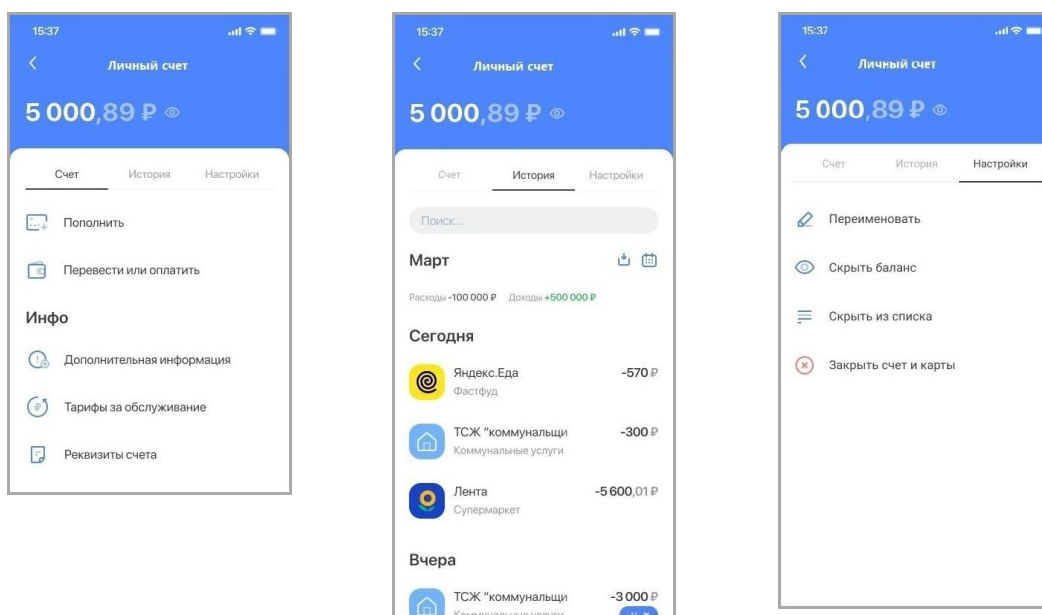 15:37
Личный счет
5 000,89 ₽
Счет История Настройки
Пополнить
Перевести или оплатить
Инфо
Дополнительная информация
Тарифы за обслуживание
Реквизиты счета
15:37
Личный счет
5 000,89 ₽
Счет История Настройки
Поиск...
Март
Расходы -100 000 ₽ Доходы +500 000 ₽
Сегодня
Яндекс.Еда -570 ₽
Фастфуд
ТСЖ "коммунальщи -300 ₽
Коммунальные услуги
Лента -5 600,01 ₽
Супермаркет
Вчера
ТСЖ "коммунальщи -3 000 ₽
Коммунальные услуги
15:37
Личный счет
5 000,89 ₽
Счет История Настройки
Переименовать
Скрыть баланс
Скрыть из списка
Закрыть счет и карты